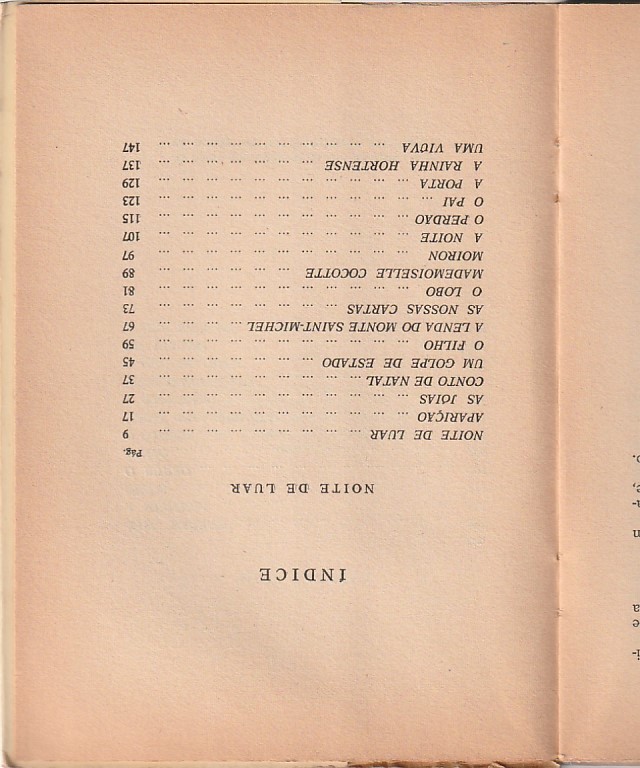 ÍNDICE
NOITE DE LUAR
Pág.
NOITE DE LUAR ... ... ... ... ... ... ... ... ... 9
APARIÇÃO ... ... ... ... ... ... ... ... ... ... ... 17
AS JÓIAS ... ... ... ... ... ... ... ... ... ... ... 27
CONTO DE NATAL ... ... ... ... ... ... ... ... ... 37
UM GOLPE DE ESTADO ... ... ... ... ... ... ... 45
O FILHO ... ... ... ... ... ... ... ... ... ... ... 59
A LENDA DO MONTE SAINT-MICHEL ... ... ... ... 67
AS NOSSAS CARTAS ... ... ... ... ... ... ... ... 73
O LOBO ... ... ... ... ... ... ... ... ... ... ... 81
MADEMOISELLE COCOTTE ... ... ... ... ... ... 89
MOIRON ... ... ... ... ... ... ... ... ... ... ... 97
A NOITE ... ... ... ... ... ... ... ... ... ... ... 107
O PERDÃO ... ... ... ... ... ... ... ... ... ... ... 115
O PAI ... ... ... ... ... ... ... ... ... ... ... ... 123
A PORTA ... ... ... ... ... ... ... ... ... ... ... 129
A RAINHA HORTENSE ... ... ... ... ... ... ... 137
UMA VIÚVA ... ... ... ... ... ... ... ... ... ... 147